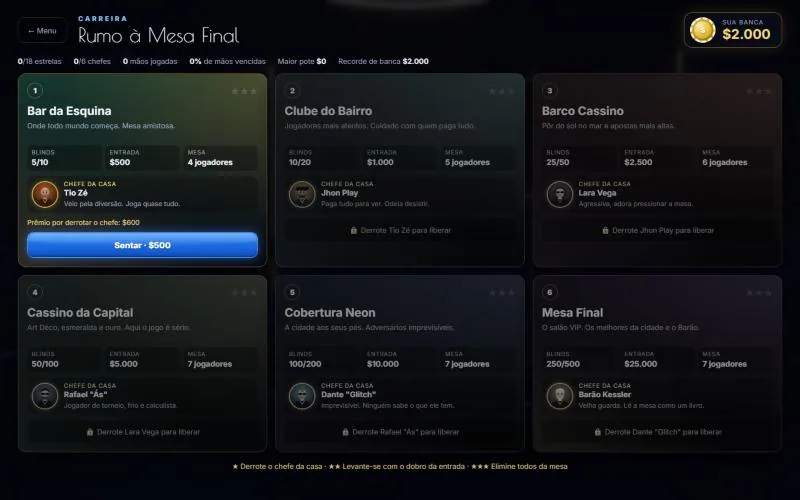 ← Menu
CARREIRA
Rumo à Mesa Final
SUA BANCA
$2.000
0/18 estrelas 0/6 chefes 0 mãos jogadas 0% de mãos vencidas Maior pote $0 Recorde de banca $2.000
1 ★★★
Bar da Esquina
Onde todo mundo começa. Mesa amistosa.
BLINDS ENTRADA MESA
5/10 $500 4 jogadores
CHEFE DA CASA
Tio Zé
Veio pela diversão. Joga quase tudo.
Prêmio por derrotar o chefe: $600
Sentar · $500
2 ★★★
Clube do Bairro
Jogadores mais atentos. Cuidado com quem paga tudo.
BLINDS ENTRADA MESA
10/20 $1.000 5 jogadores
CHEFE DA CASA
Jhon Play
Paga tudo para ver. Odeia desistir.
Derrote Tio Zé para liberar
3 ★★★
Barco Cassino
Pôr do sol no mar e apostas mais altas.
BLINDS ENTRADA MESA
25/50 $2.500 6 jogadores
CHEFE DA CASA
Lara Vega
Agressiva, adora pressionar a mesa.
Derrote Jhon Play para liberar
4 ★★★
Cassino da Capital
Art Déco, esmeralda e ouro. Aqui o jogo é sério.
BLINDS ENTRADA MESA
50/100 $5.000 7 jogadores
CHEFE DA CASA
Rafael "Ás"
Jogador de torneio, frio e calculista.
Derrote Lara Vega para liberar
5 ★★★
Cobertura Neon
A cidade aos seus pés. Adversários imprevisíveis.
BLINDS ENTRADA MESA
100/200 $10.000 7 jogadores
CHEFE DA CASA
Dante "Glitch"
Imprevisível. Ninguém sabe o que ele tem.
Derrote Rafael "Ás" para liberar
6 ★★★
Mesa Final
O salão VIP. Os melhores da cidade e o Barão.
BLINDS ENTRADA MESA
250/500 $25.000 7 jogadores
CHEFE DA CASA
Barão Kessler
Velha guarda. Lê a mesa como um livro.
Derrote Dante "Glitch" para liberar
★ Derrote o chefe da casa · ★★ Levante-se com o dobro da entrada · ★★★ Elimine todos da mesa